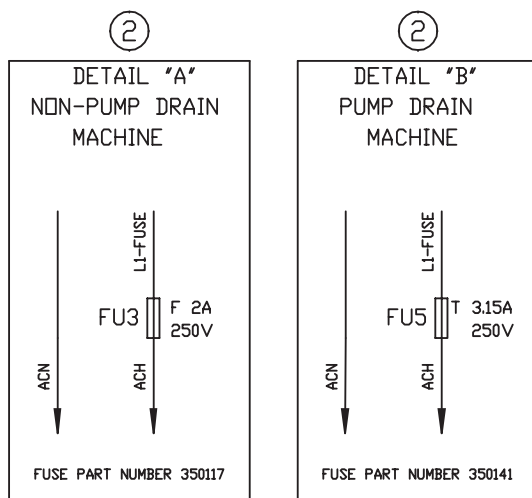 2
DETAIL "A"
NON-PUMP DRAIN
MACHINE
L1-FUSE
FU3
F 2A
250V
ACN
ACH
FUSE PART NUMBER 350117
2
DETAIL "B"
PUMP DRAIN
MACHINE
L1-FUSE
FU5
T 3.15A
250V
ACN
ACH
FUSE PART NUMBER 350141